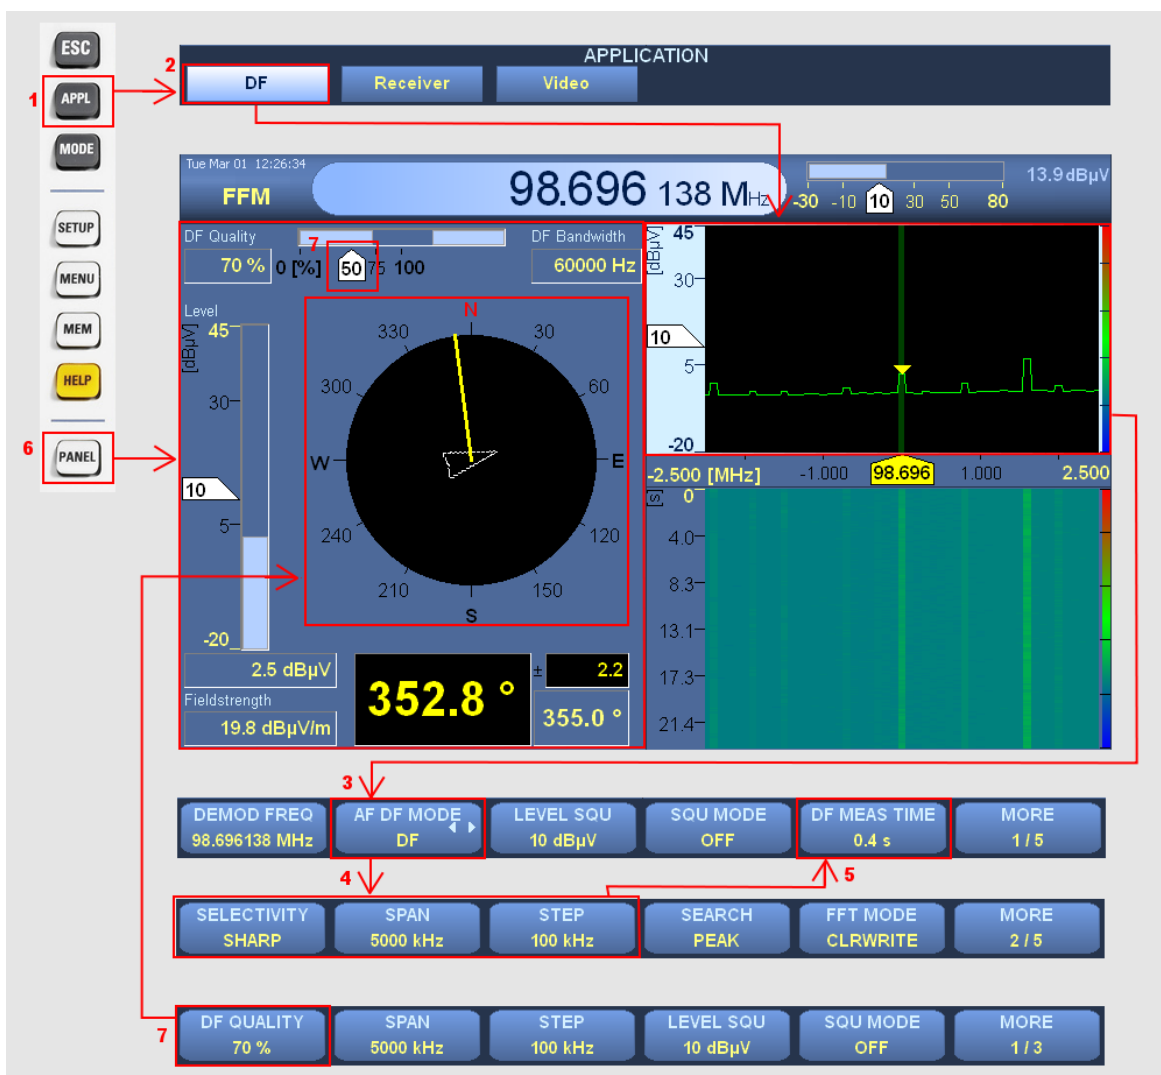 ESC
1 APPL
MODE
SETUP
MENU
MEM
HELP
6 PANEL
APPLICATION
2 DF Receiver Video
Tue Mar 01 12:26:34
FFM
98.696 138 MHz
13.9 dBµV
-30 -10 10 30 50 80
DF Quality
70 %
7
0 [%] 50 75 100
DF Bandwidth
60000 Hz
Level
[dBµV]
45
30
10
5
-20
N
30
60
E
120
150
S
210
240
W
300
330
2.5 dBµV
Fieldstrength
19.8 dBµV/m
352.8 °
± 2.2
355.0 °
[dBµV]
45
30
10
5
-20
-2.500 [MHz] -1.000 98.696 1.000 2.500
[s]
0
4.0
8.3
13.1
17.3
21.4
3
DEMOD FREQ AF DF MODE LEVEL SQU SQU MODE DF MEAS TIME MORE
98.696138 MHz DF 10 dBµV OFF 0.4 s 1 / 5
4 5
SELECTIVITY SPAN STEP SEARCH FFT MODE MORE
SHARP 5000 kHz 100 kHz PEAK CLRWRITE 2 / 5
7
DF QUALITY SPAN STEP LEVEL SQU SQU MODE MORE
70 % 5000 kHz 100 kHz 10 dBµV OFF 1 / 3